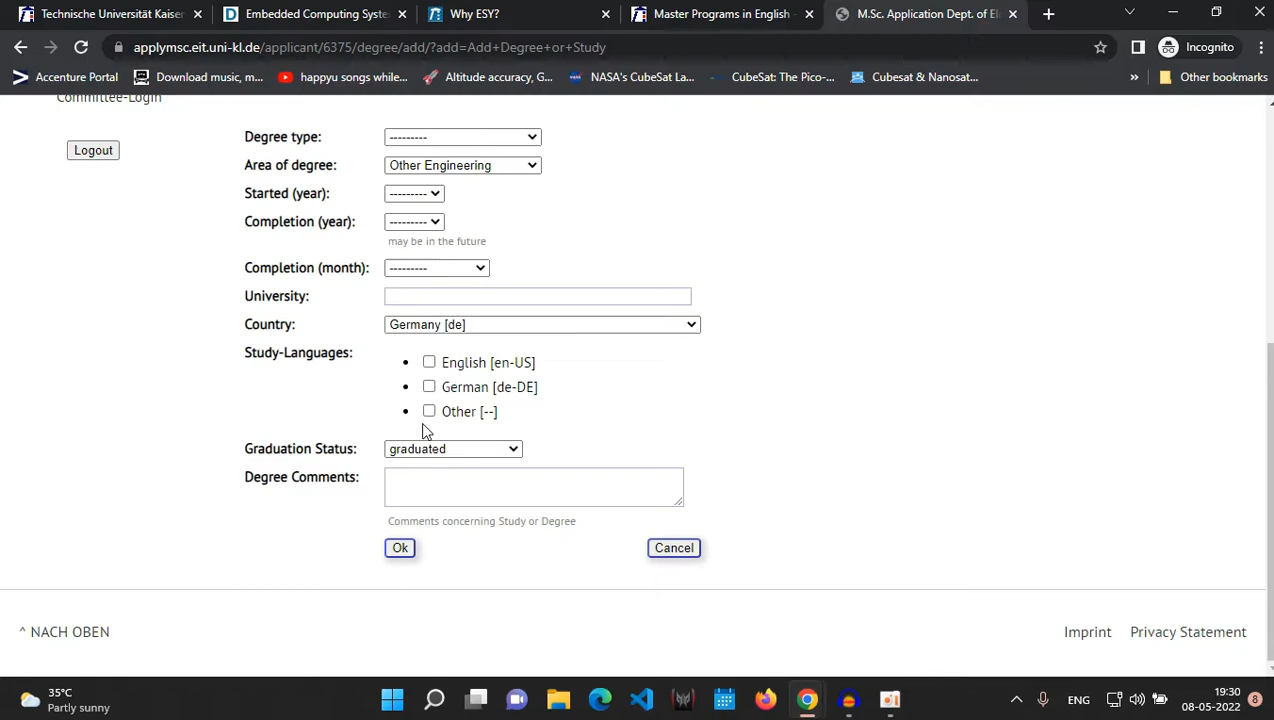 Technische Universität Kaiser
Embedded Computing Syste
Why ESY?
Master Programs in English -
M.Sc. Application Dept. of El
applymsc.eit.uni-kl.de/applicant/6375/degree/add/?add=Add+Degree+or+Study
Incognito
Accenture Portal
Download music, m...
happyu songs while...
Altitude accuracy, G...
NASA's CubeSat La...
CubeSat: The Pico-...
Cubesat & Nanosat...
»
Other bookmarks
Committee-Login
Logout
Degree type: ---------
Area of degree: Other Engineering
Started (year): ---------
Completion (year): ---------
may be in the future
Completion (month): ---------
University:
Country: Germany [de]
Study-Languages:
English [en-US]
German [de-DE]
Other [--]
Graduation Status: graduated
Degree Comments:
Comments concerning Study or Degree
Ok Cancel
^ NACH OBEN
Imprint Privacy Statement
35°C
Partly sunny
ENG
19:30
08-05-2022
8